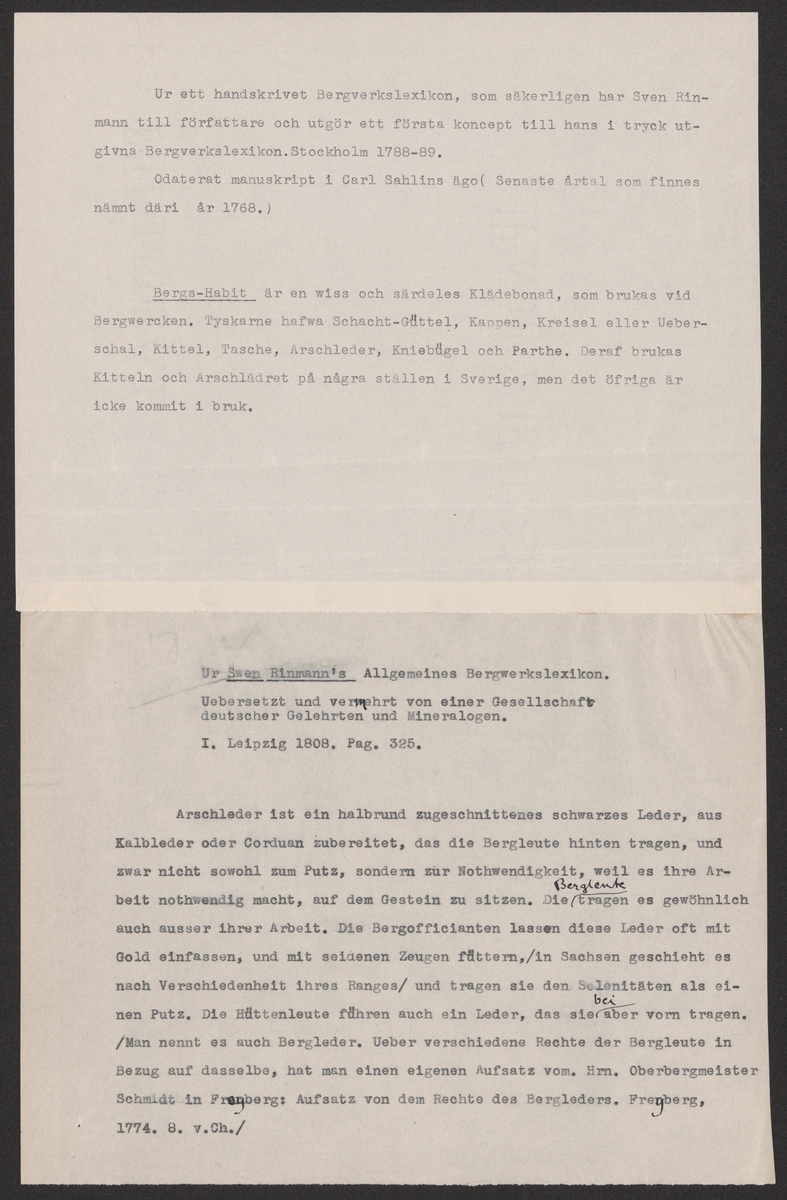 Ur ett handskrivet Bergverkslexikon, som säkerligen har Sven Rin-
mann till författare och utgör ett första koncept till hans i tryck ut-
givna Bergverkslexikon.Stockholm 1788-89.
Odaterat manuskript i Carl Sahlins ägo( Senaste årtal som finnes
nämnt däri år 1768.)
Bergs-Habit är en wiss och särdeles Klädebonad, som brukas vid
Bergwercken. Tyskarne hafwa Schacht-Güttel, Kappen, Kreisel eller Ueber-
schal, Kittel, Tasche, Arschleder, Kniebügel och Parthe. Deraf brukas
Kitteln och Arschlädret på några ställen i Sverige, men det öfriga är
icke kommit i bruk.
Ur Swen Rinmann's Allgemeines Bergwerkslexikon.
Uebersetzt und vermehrt von einer Gesellschaft
deutscher Gelehrten und Mineralogen.
I. Leipzig 1808. Pag. 325.
Arschleder ist ein halbrund zugeschnittenes schwarzes Leder, aus
Kalbleder oder Corduan zubereitet, das die Bergleute hinten tragen, und
zwar nicht sowohl zum Putz, sondern zur Nothwendigkeit, weil es ihre Ar-
Bergleute
beit nothwendig macht, auf dem Gestein zu sitzen. Die tragen es gewöhnlich
auch ausser ihrer Arbeit. Die Bergofficianten lassen diese Leder oft mit
Gold einfassen, und mit seidenen Zeugen füttern,/in Sachsen geschieht es
nach Verschiedenheit ihres Ranges/ und tragen sie den Solenitäten als ei-
bei
nen Putz. Die Hüttenleute führen auch ein Leder, das sie aber vorn tragen.
/Man nennt es auch Bergleder. Ueber verschiedene Rechte der Bergleute in
Bezug auf dasselbe, hat man einen eigenen Aufsatz vom. Hrn. Oberbergmeister
Schmidt in Freyberg: Aufsatz von dem Rechte des Bergleders. Freyberg,
1774. 8. v.Ch./